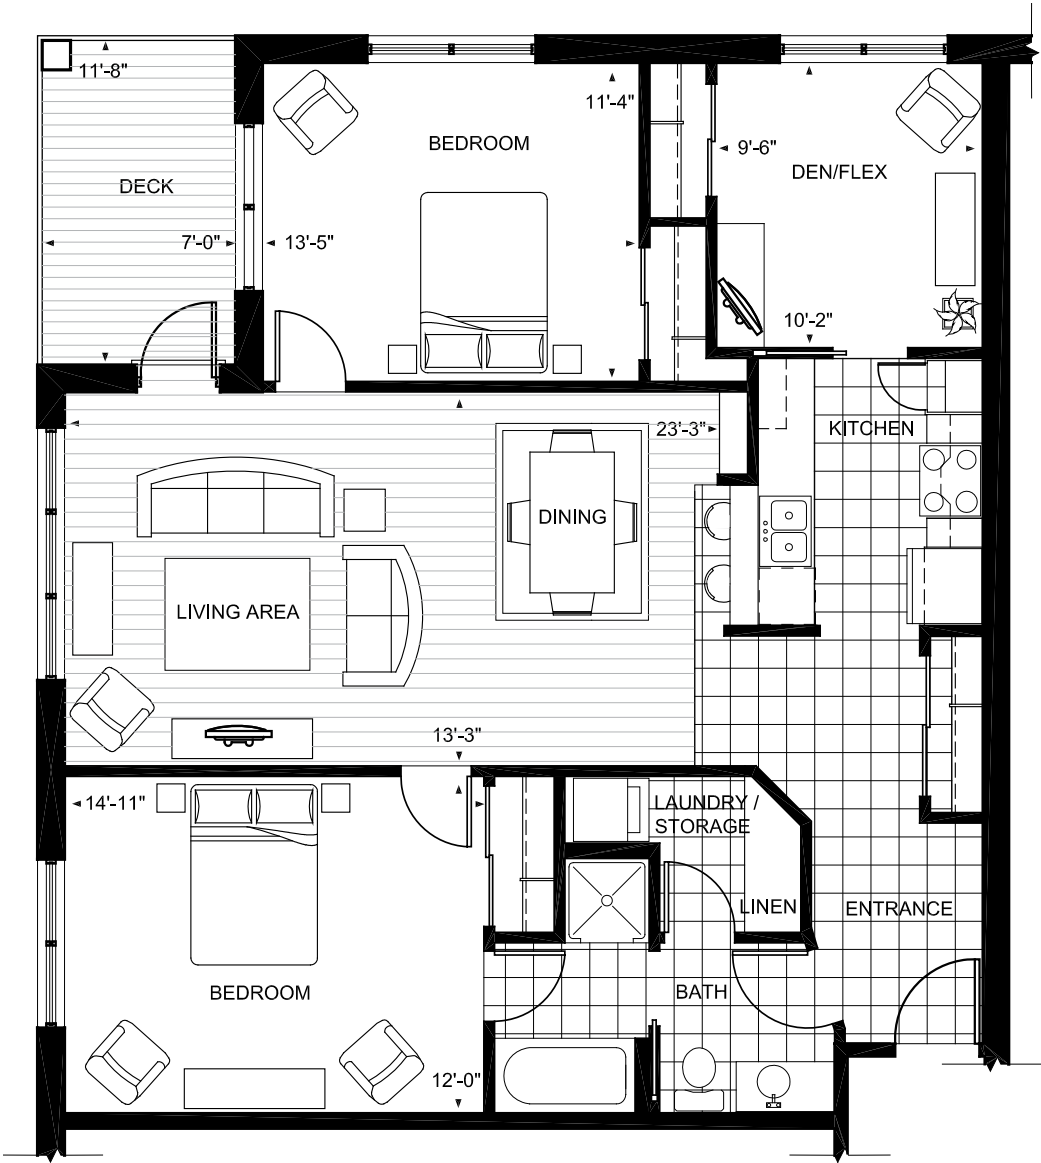 11'-8"
11'-4"
BEDROOM
9'-6"
DEN/FLEX
DECK
7'-0"
13'-5"
10'-2"
23'-3"
KITCHEN
DINING
LIVING AREA
13'-3"
14'-11"
LAUNDRY /
STORAGE
LINEN
ENTRANCE
BEDROOM
BATH
12'-0"